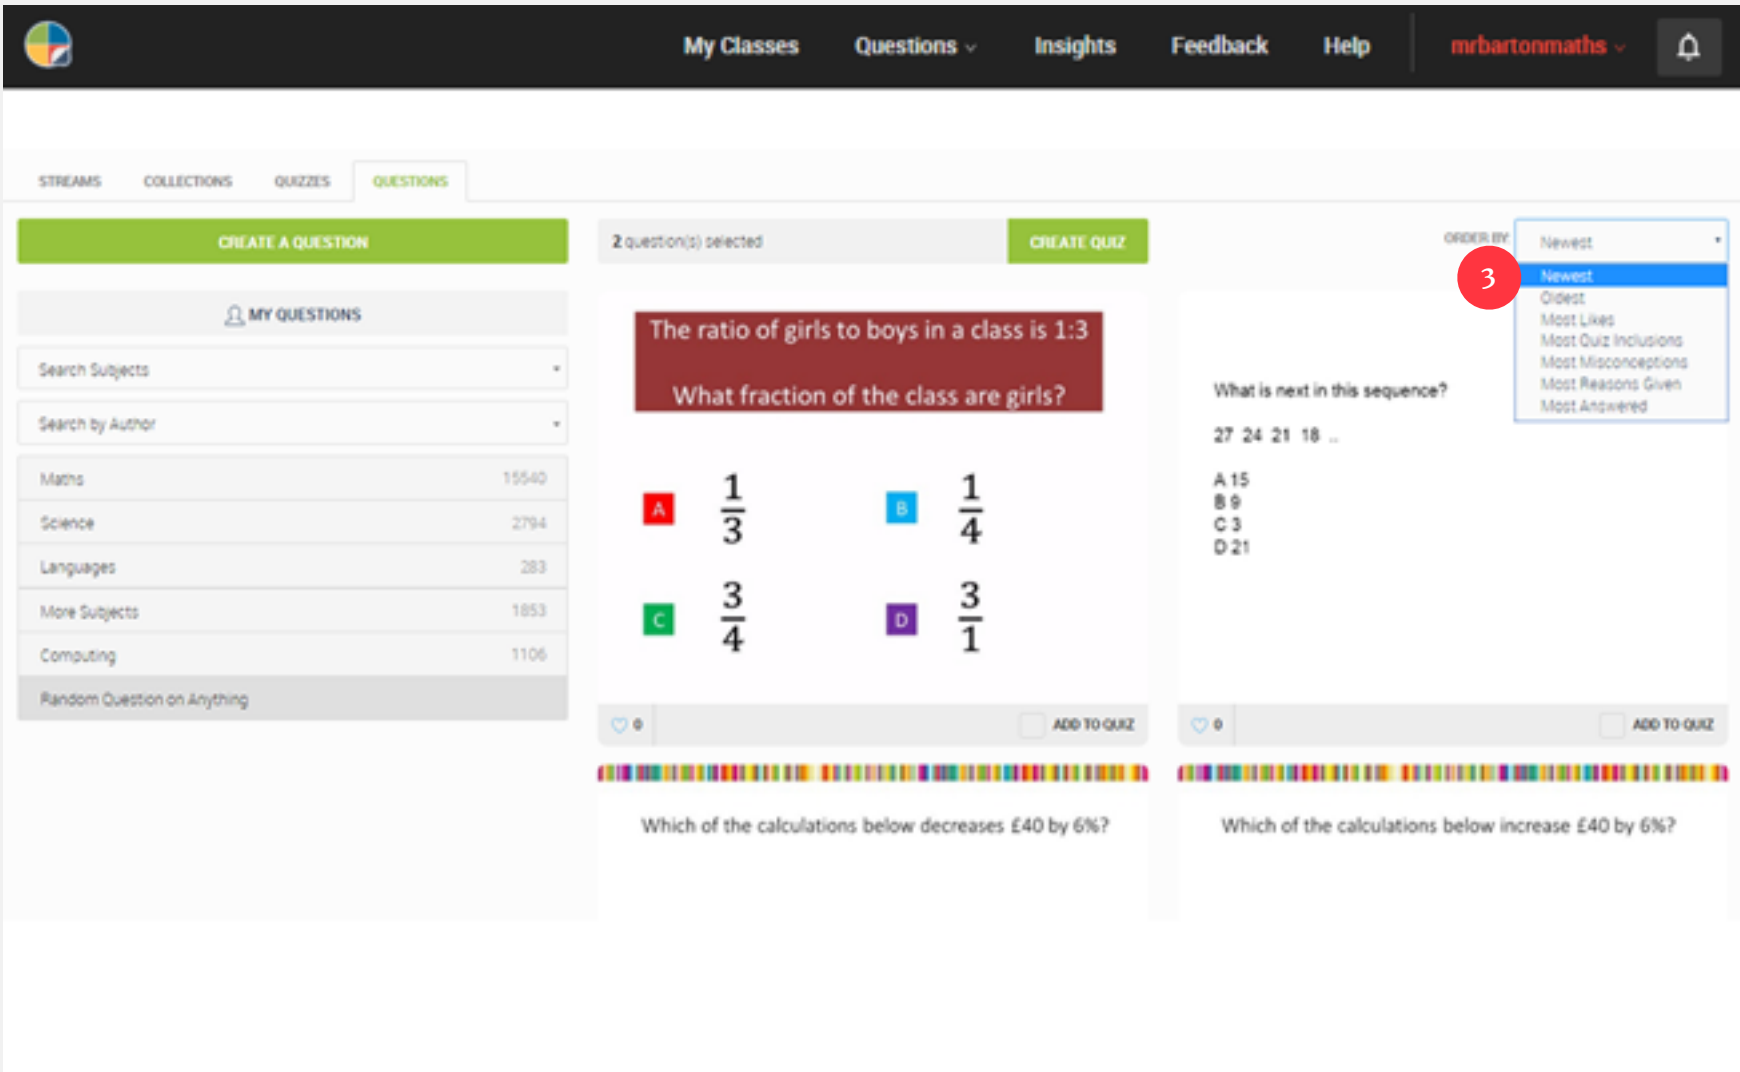 My Classes Questions Insights Feedback Help mrbartonmaths
STREAMS COLLECTIONS QUIZZES QUESTIONS
CREATE A QUESTION
MY QUESTIONS
Search Subjects
Search by Author
Maths 15540
Science 2794
Languages 283
More Subjects 1853
Computing 1106
Random Question on Anything
2 question(s) selected
CREATE QUIZ
ORDER BY: Newest
3
Newest
Oldest
Most Likes
Most Quiz Inclusions
Most Misconceptions
Most Reasons Given
Most Answered
The ratio of girls to boys in a class is 1:3
What fraction of the class are girls?
A 1/3 B 1/4
C 3/4 D 3/1
0 ADD TO QUIZ
What is next in this sequence?
27 24 21 18 ..
A 15
B 9
C 3
D 21
0 ADD TO QUIZ
Which of the calculations below decreases £40 by 6%?
Which of the calculations below increase £40 by 6%?